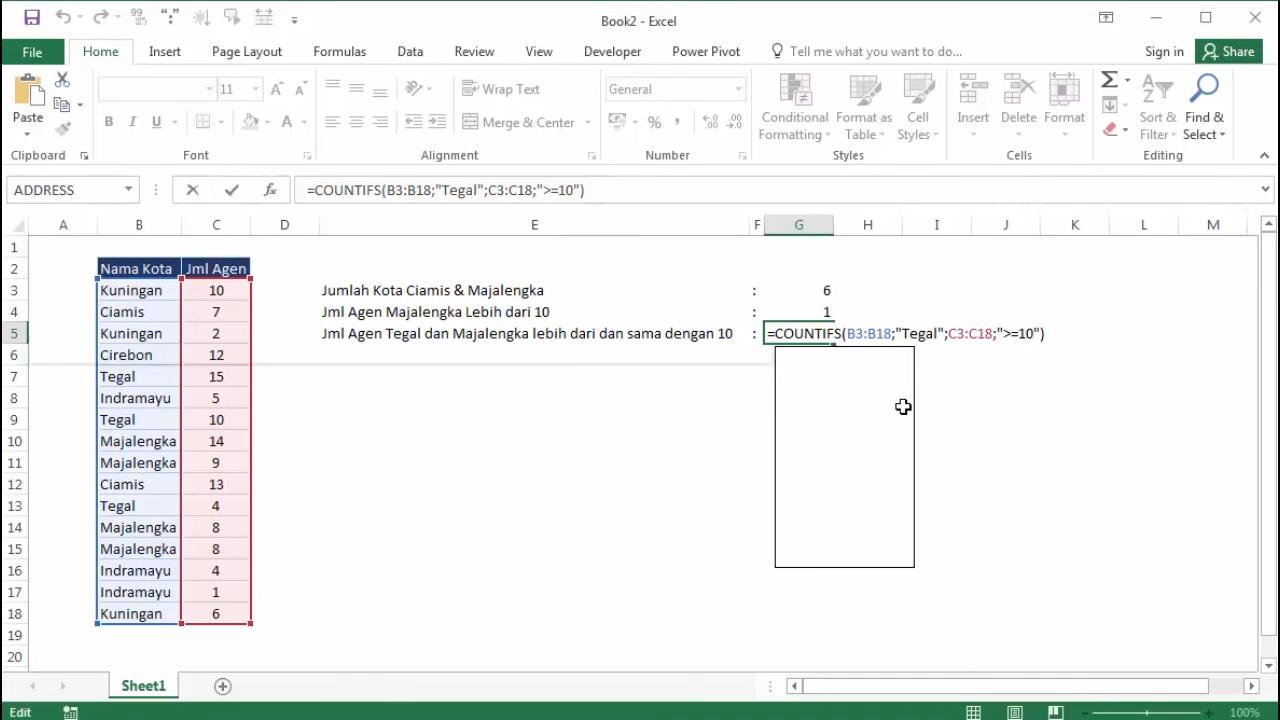 Book2 - Excel
File Home Insert Page Layout Formulas Data Review View Developer Power Pivot Tell me what you want to do... Sign in Share
Paste
Clipboard
11
Font
Wrap Text
Merge & Center
Alignment
General
Number
Conditional Formatting
Format as Table
Cell Styles
Styles
Insert
Delete
Format
Cells
Sort & Filter
Find & Select
Editing
ADDRESS =COUNTIFS(B3:B18;"Tegal";C3:C18;">=10")
A B C D E F G H I J K L M
1
2 Nama Kota Jml Agen
3 Kuningan 10 Jumlah Kota Ciamis & Majalengka : 6
4 Ciamis 7 Jml Agen Majalengka Lebih dari 10 : 1
5 Kuningan 2 Jml Agen Tegal dan Majalengka lebih dari dan sama dengan 10 : =COUNTIFS(B3:B18;"Tegal";C3:C18;">=10")
6 Cirebon 12
7 Tegal 15
8 Indramayu 5
9 Tegal 10
10 Majalengka 14
11 Majalengka 9
12 Ciamis 13
13 Tegal 4
14 Majalengka 8
15 Majalengka 8
16 Indramayu 4
17 Indramayu 1
18 Kuningan 6
19
20
Sheet1
Edit 100%